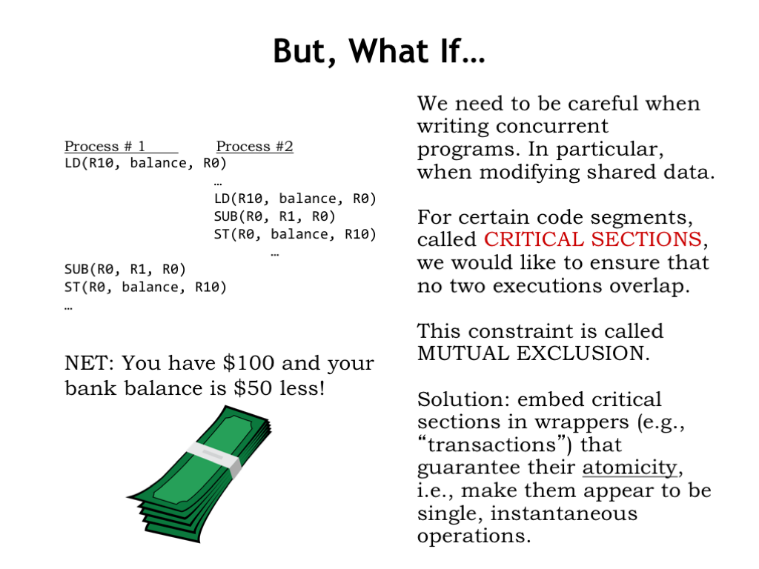 But, What If…
Process # 1 Process #2
LD(R10, balance, R0)
…
LD(R10, balance, R0)
SUB(R0, R1, R0)
ST(R0, balance, R10)
…
SUB(R0, R1, R0)
ST(R0, balance, R10)
…
NET: You have $100 and your
bank balance is $50 less!
We need to be careful when
writing concurrent
programs. In particular,
when modifying shared data.
For certain code segments,
called CRITICAL SECTIONS,
we would like to ensure that
no two executions overlap.
This constraint is called
MUTUAL EXCLUSION.
Solution: embed critical
sections in wrappers (e.g.,
“transactions”) that
guarantee their atomicity,
i.e., make them appear to be
single, instantaneous
operations.